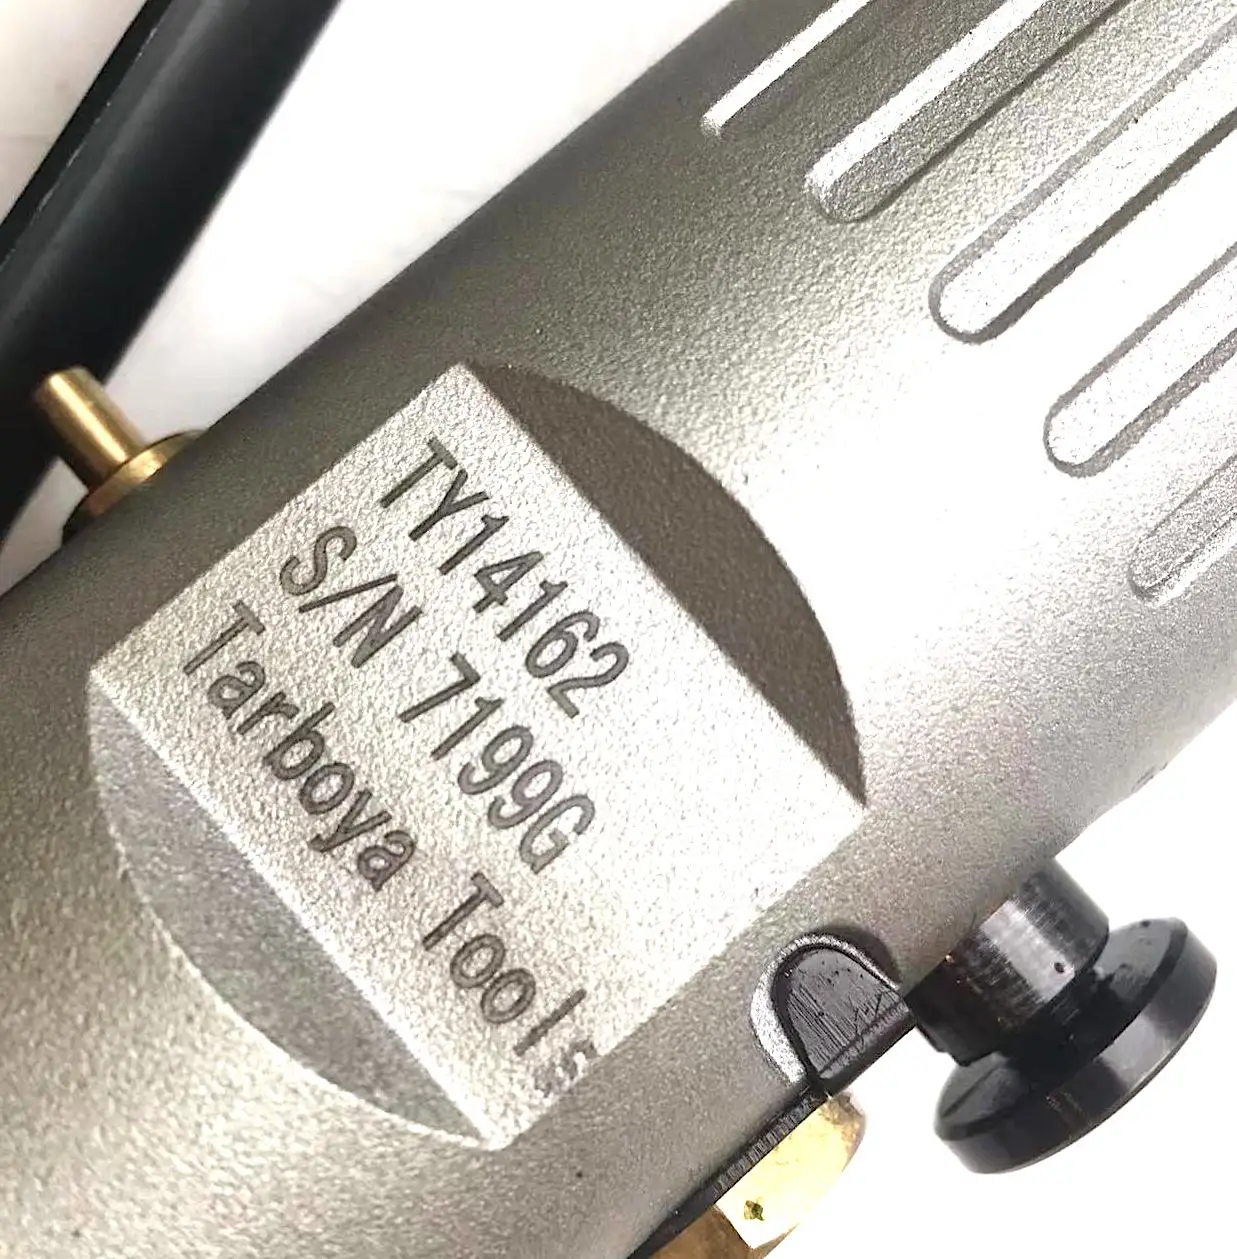 TY14162
S/N 7199G
Tarboya Tools